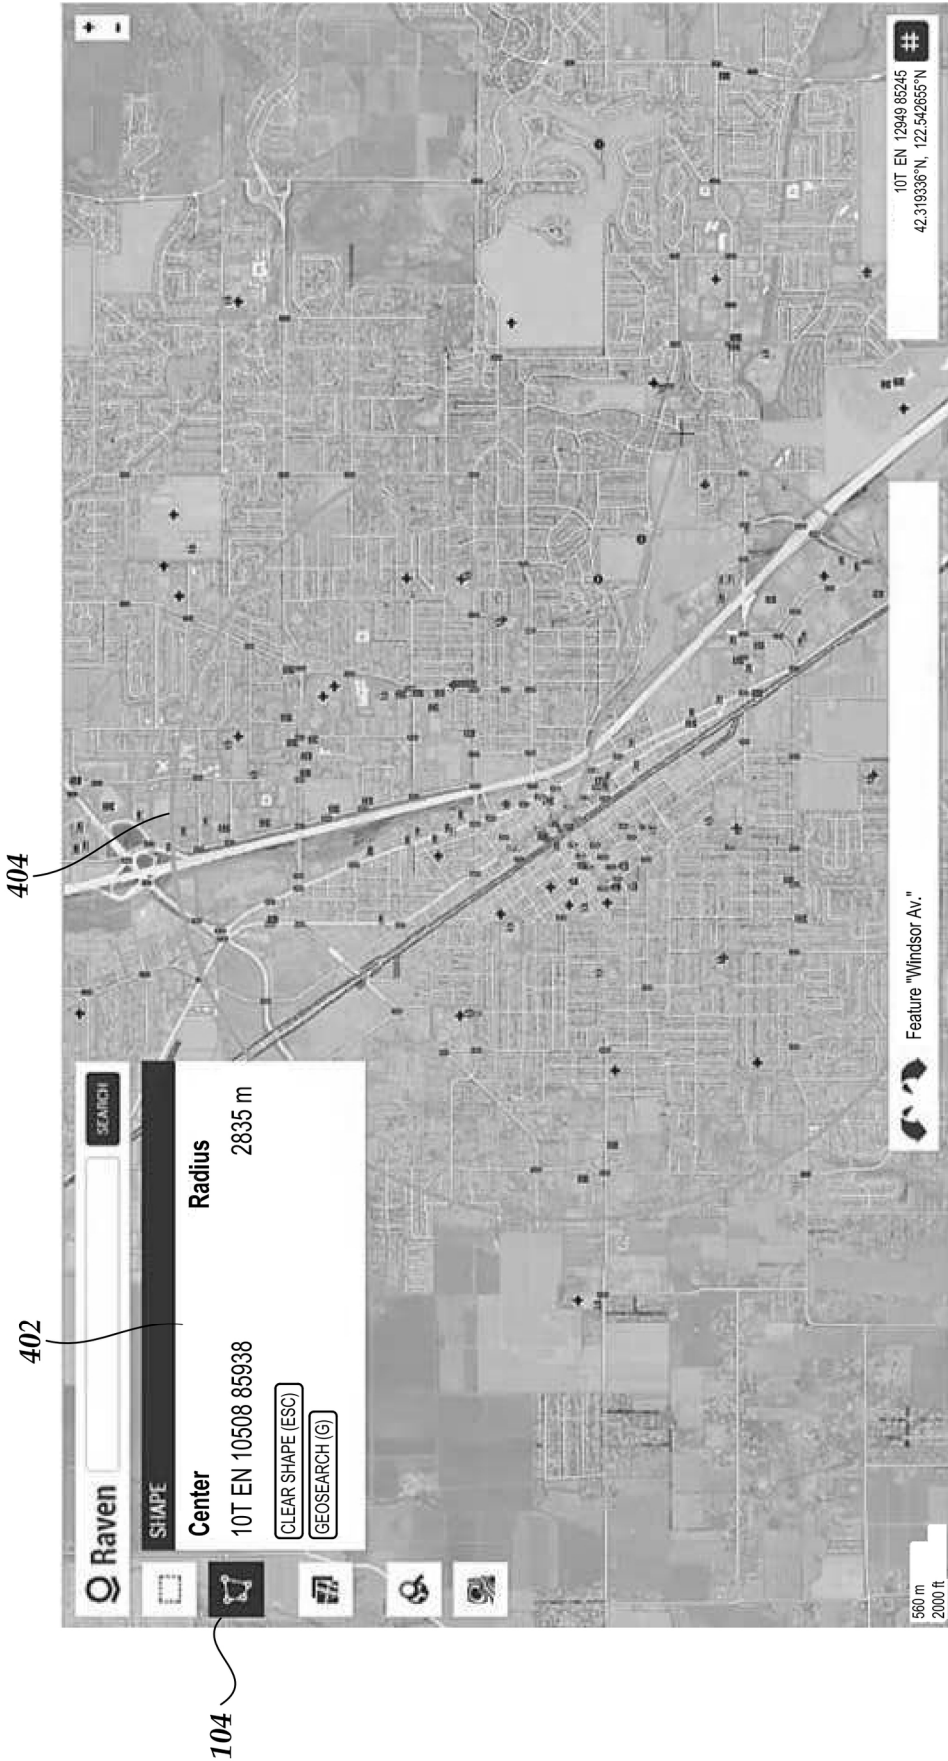 404
402
104
Raven
SEARCH
SHAPE
Center Radius
10T EN 10508 85938 2835 m
CLEAR SHAPE (ESC)
GEOSEARCH (G)
+
-
560 m
2000 ft
Feature "Windsor Av."
10T EN 12949 85245
42.319336°N, 122.542655°N
#